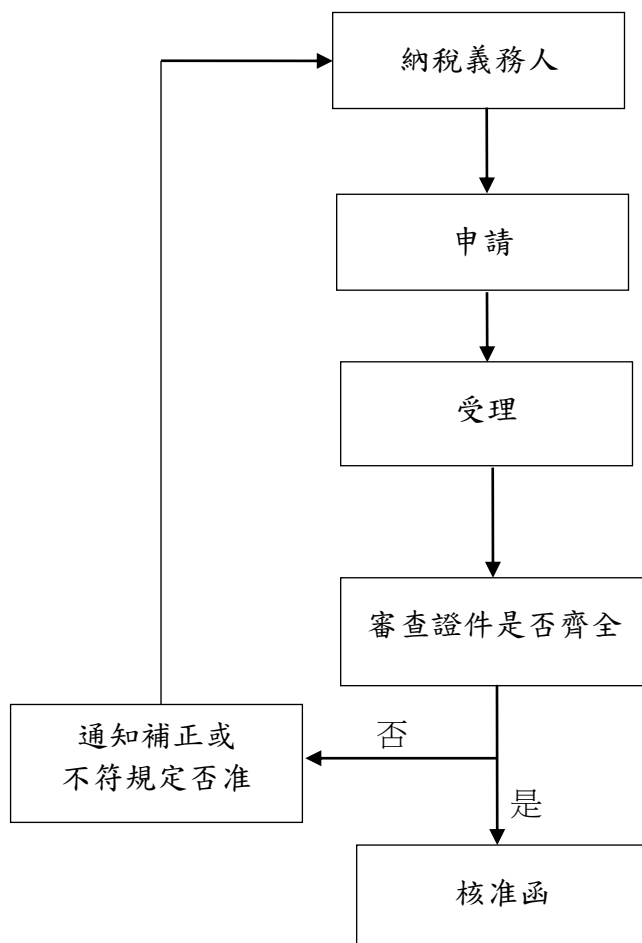 納稅義務人
申請
受理
審查證件是否齊全
通知補正或
不符規定否准
否
是
核准函